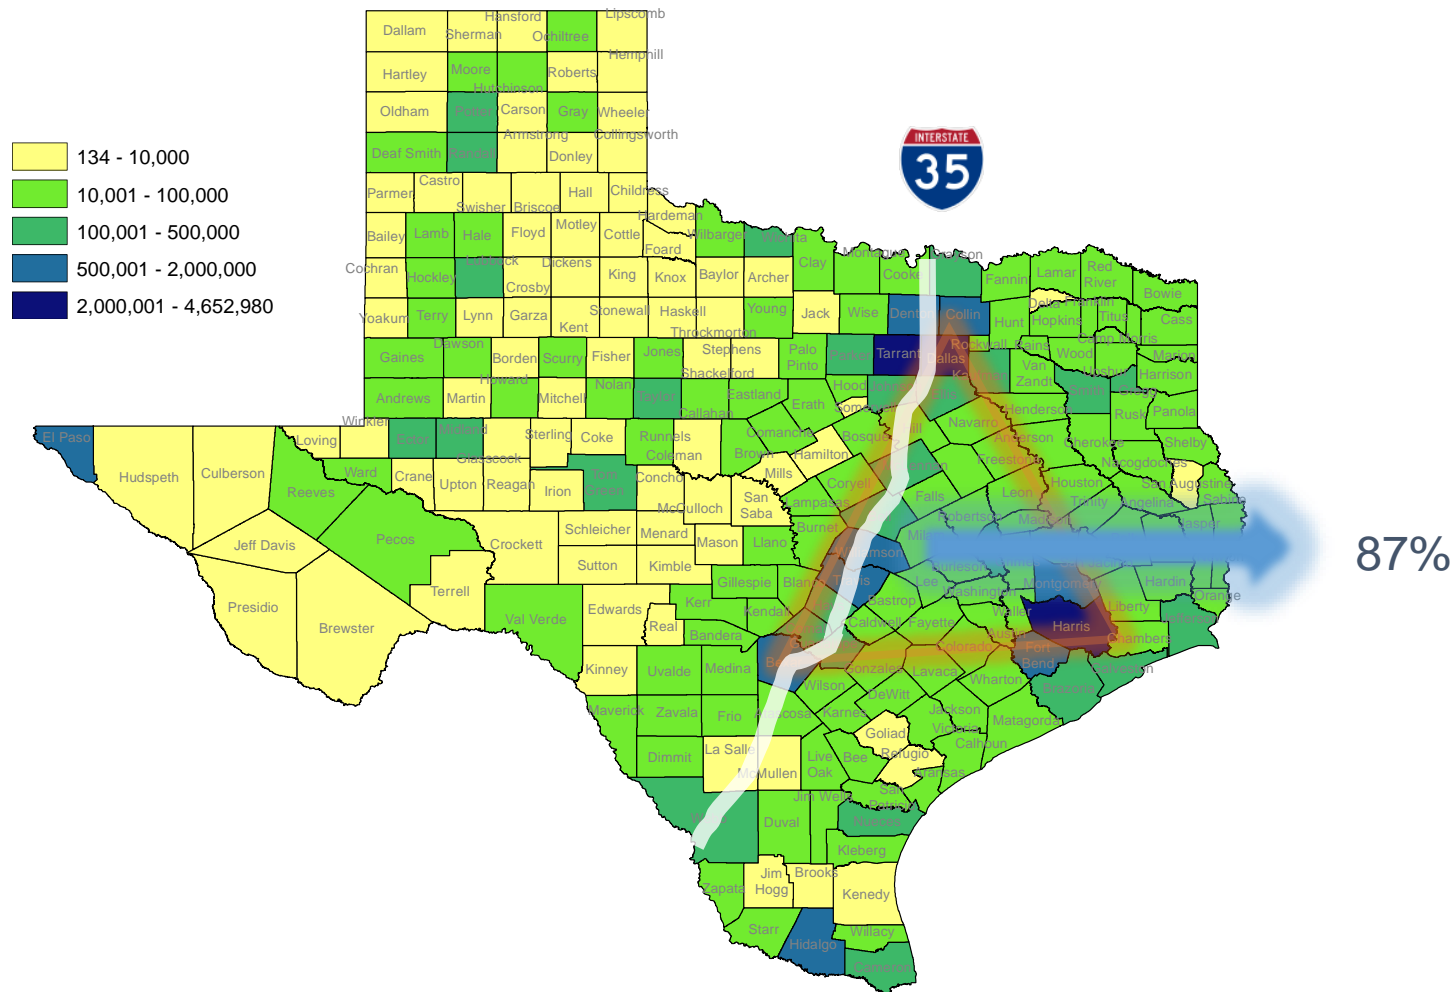 Lipscomb
Hansford
Dallam
Sherman
Ochiltree
Hemphill
Hartley
Moore
Roberts
Hutchinson
Oldham
Potter
Carson
Gray
Wheeler
INTERSTATE
35
134 - 10,000
10,001 - 100,000
100,001 - 500,000
500,001 - 2,000,000
2,000,001 - 4,652,980
Armstrong
Collingsworth
Deaf Smith
Randall
Donley
Parmer
Castro
Swisher
Briscoe
Hall
Childress
Hardeman
Bailey
Lamb
Hale
Floyd
Motley
Cottle
Foard
Wilbarger
Wichita
Cochran
Hockley
Lubbock
Crosby
Dickens
King
Knox
Baylor
Archer
Clay
Montague
Cooke
Grayson
Fannin
Lamar
Red
River
Bowie
Yoakum
Terry
Lynn
Garza
Kent
Stonewall
Haskell
Throckmorton
Young
Jack
Wise
Denton
Collin
Hunt
Delta
Franklin
Hopkins
Titus
Cass
Camp
Morris
Gaines
Dawson
Borden
Scurry
Fisher
Jones
Stephens
Shackelford
Palo
Pinto
Parker
Tarrant
Dallas
Rockwall
Rains
Wood
Marion
Upshur
Harrison
Andrews
Martin
Howard
Mitchell
Nolan
Taylor
Callahan
Eastland
Erath
Hood
Ellis
Van
Zandt
Smith
Gregg
Henderson
Rusk
Panola
El Paso
Hudspeth
Culberson
Winkler
Loving
Ector
Midland
Glasscock
Sterling
Coke
Runnels
Coleman
Brown
Comanche
Hamilton
Bosque
Navarro
Anderson
Freestone
Cherokee
Shelby
Nacogdoches
Reeves
Ward
Crane
Upton
Reagan
Irion
Tom
Green
Concho
McCulloch
San
Saba
Mills
Lampasas
Coryell
Falls
Leon
Houston
Trinity
Angelina
San Augustine
Sabine
Jeff Davis
Pecos
Crockett
Schleicher
Menard
Mason
Llano
Burnet
Robertson
Jasper
87%
Presidio
Brewster
Terrell
Val Verde
Sutton
Kimble
Edwards
Real
Kerr
Gillespie
Kendall
Bandera
Travis
Bastrop
Lee
Burleson
Washington
Montgomery
Hardin
Orange
Liberty
Jefferson
Chambers
Harris
Waller
Austin
Fort
Bend
Fayette
Caldwell
Colorado
Gonzales
Lavaca
Wharton
Galveston
Brazoria
Matagorda
Kinney
Uvalde
Medina
Wilson
DeWitt
Karnes
Jackson
Victoria
Calhoun
Maverick
Zavala
Frio
Goliad
Refugio
Aransas
Dimmit
La Salle
McMullen
Live
Oak
Bee
San
Patricio
Jim Wells
Nueces
Duval
Kleberg
Zapata
Jim
Hogg
Brooks
Kenedy
Starr
Hidalgo
Willacy
Cameron